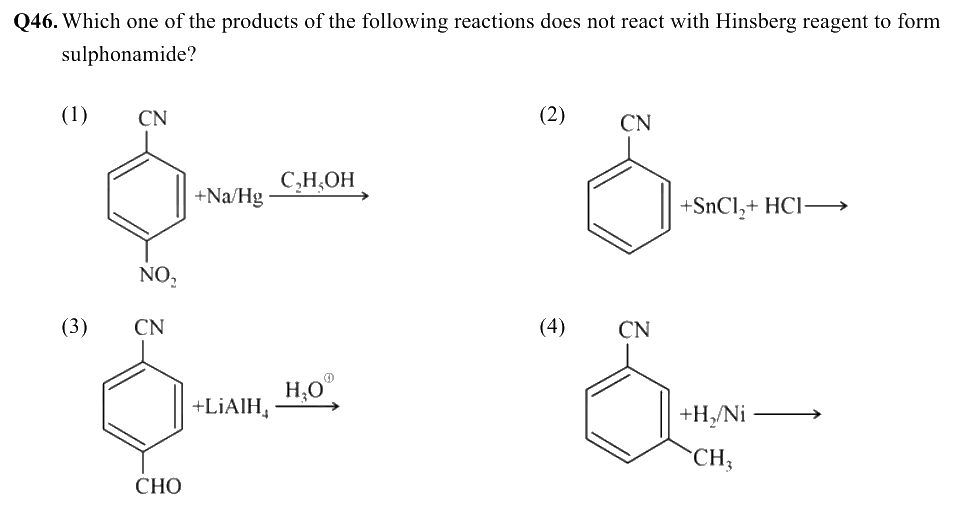 Q46. Which one of the products of the following reactions does not react with Hinsberg reagent to form
sulphonamide?
(1)
CN
+Na/Hg
C₂H₅OH
NO₂
(2)
CN
+SnCl₂+ HCl
(3)
CN
+LiAlH₄
H₃O⊕
CHO
(4)
CN
+H₂/Ni
CH₃